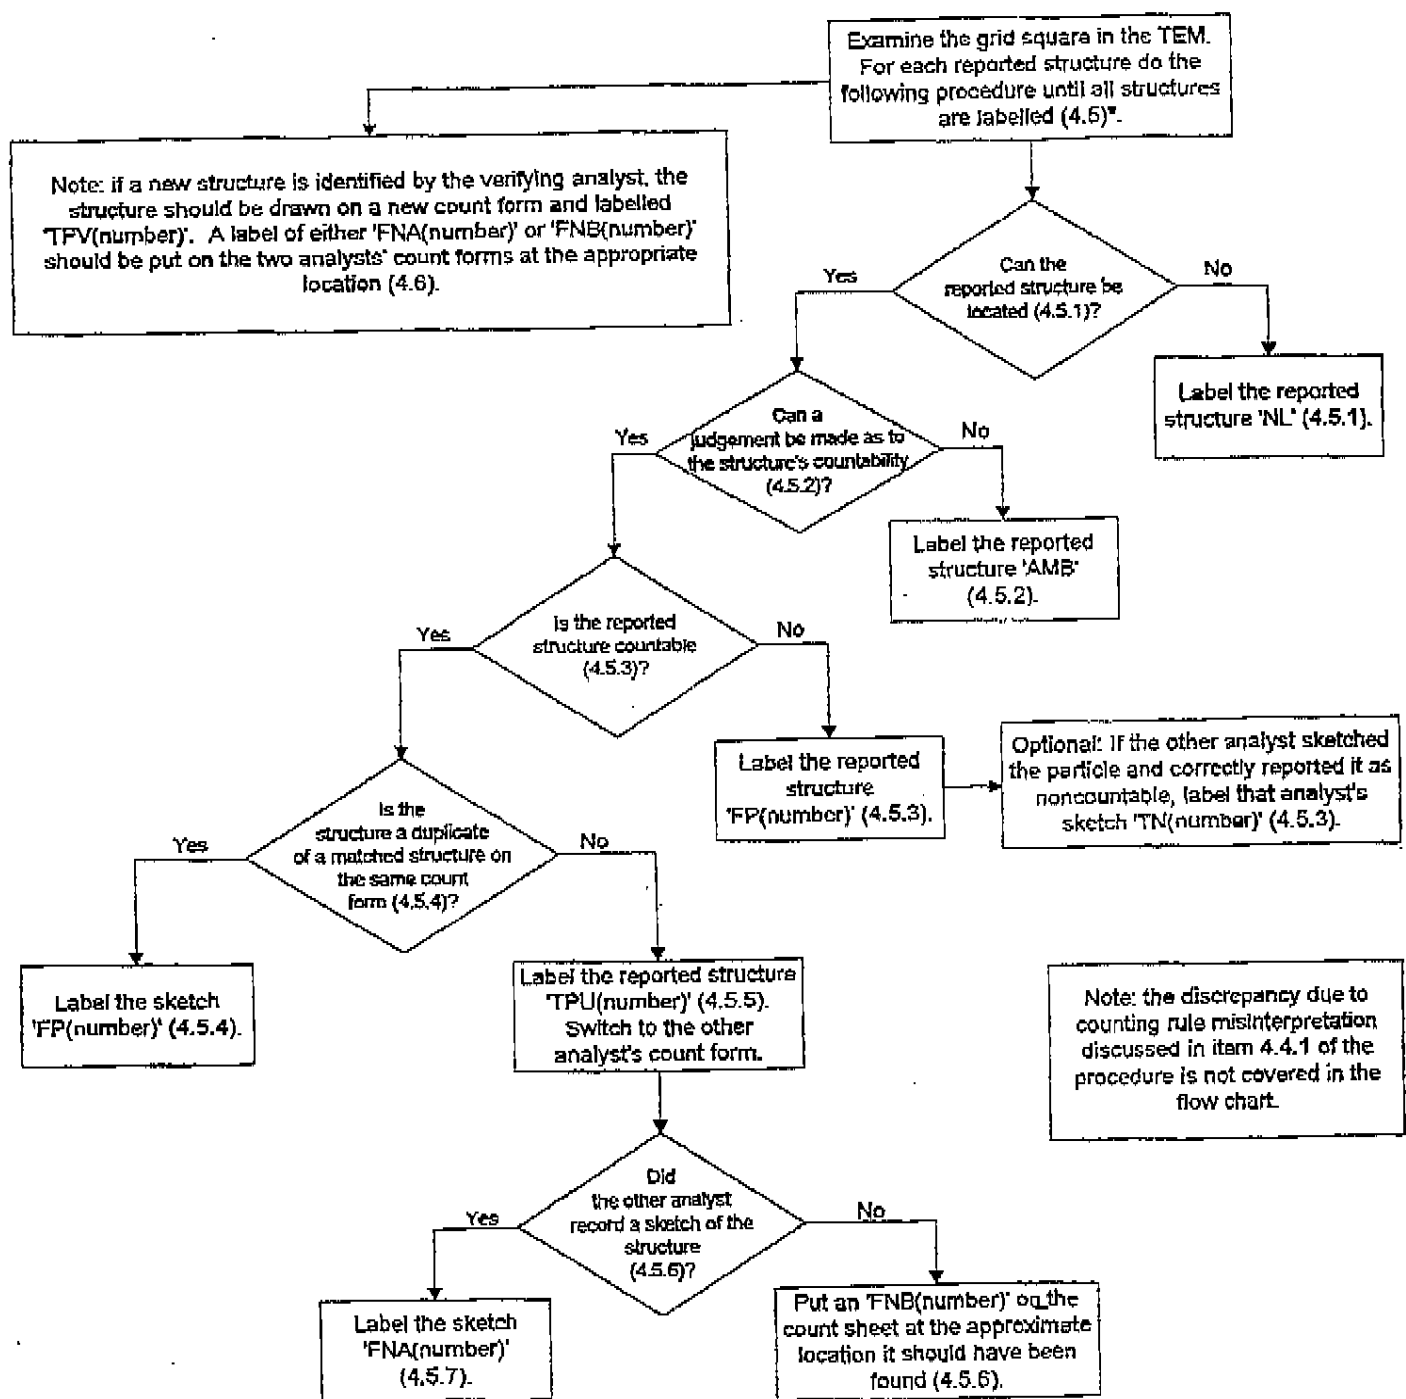 Examine the grid square in the TEM.
For each reported structure do the
following procedure until all structures
are labelled (4.5)*.
Note: if a new structure is identified by the verifying analyst, the
structure should be drawn on a new count form and labelled
'TPV(number)'. A label of either 'FNA(number)' or 'FNB(number)'
should be put on the two analysts' count forms at the appropriate
location (4.6).
Can the
reported structure be
located (4.5.1)?
Yes
No
Label the reported
structure 'NL' (4.5.1).
Can a
judgement be made as to
the structure's countability
(4.5.2)?
Yes
No
Label the reported
structure 'AMB'
(4.5.2).
Is the reported
structure countable
(4.5.3)?
Yes
No
Label the reported
structure
'FP(number)' (4.5.3).
Optional: If the other analyst sketched
the particle and correctly reported it as
noncountable, label that analyst's
sketch 'TN(number)' (4.5.3).
Is the
structure a duplicate
of a matched structure on
the same count
form (4.5.4)?
Yes
No
Label the sketch
'FP(number)' (4.5.4).
Label the reported structure
'TPU(number)' (4.5.5).
Switch to the other
analyst's count form.
Note: the discrepancy due to
counting rule misinterpretation
discussed in item 4.4.1 of the
procedure is not covered in the
flow chart.
Did
the other analyst
record a sketch of the
structure
(4.5.6)?
Yes
No
Label the sketch
'FNA(number)'
(4.5.7).
Put an 'FNB(number)' on the
count sheet at the approximate
location it should have been
found (4.5.6).